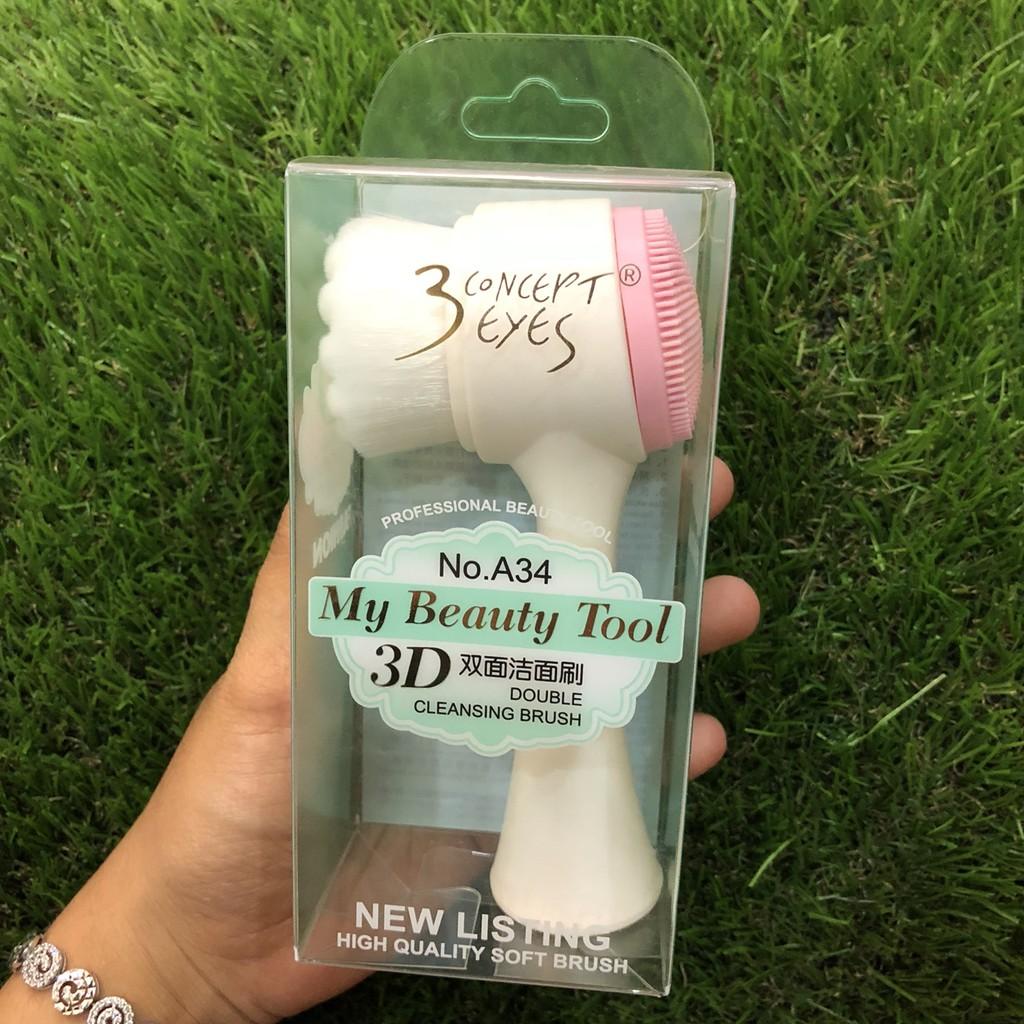 3 CONCEPT ®
EYES
PROFESSIONAL BEAUTY TOOL
No.A34
My Beauty Tool
3D 双面洁面刷
DOUBLE
CLEANSING BRUSH
NEW LISTING
HIGH QUALITY SOFT BRUSH